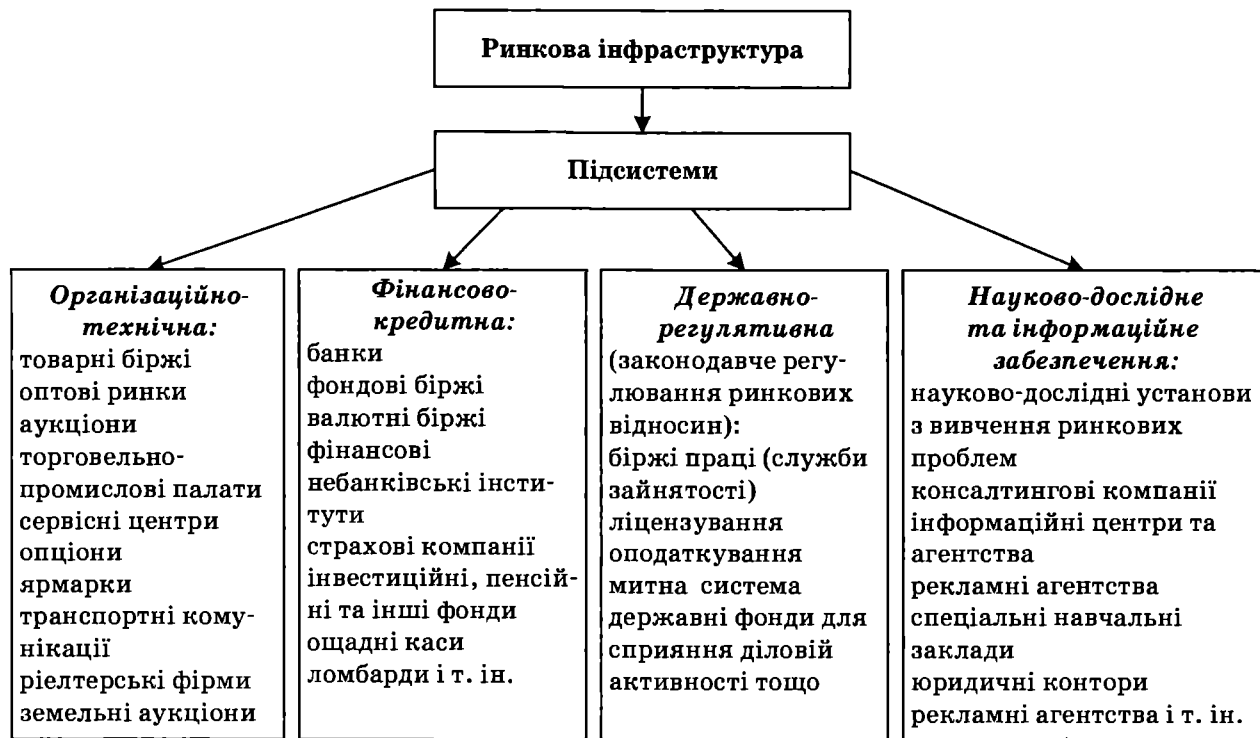 Ринкова інфраструктура
Підсистеми
Організаційно-
технічна:
товарні біржі
оптові ринки
аукціони
торговельно-
промислові палати
сервісні центри
опціони
ярмарки
транспортні кому-
нікації
ріелтерські фірми
земельні аукціони
Фінансово-
кредитна:
банки
фондові біржі
валютні біржі
фінансові
небанківські інсти-
тути
страхові компанії
інвестиційні, пенсій-
ні та інші фонди
ощадні каси
ломбарди і т. ін.
Державно-
регулятивна
(законодавче регу-
лювання ринкових
відносин):
біржі праці (служби
зайнятості)
ліцензування
оподаткування
митна система
державні фонди для
сприяння діловій
активності тощо
Науково-дослідне
та інформаційне
забезпечення:
науково-дослідні установи
з вивчення ринкових
проблем
консалтингові компанії
інформаційні центри та
агентства
рекламні агентства
спеціальні навчальні
заклади
юридичні контори
рекламні агентства і т. ін.